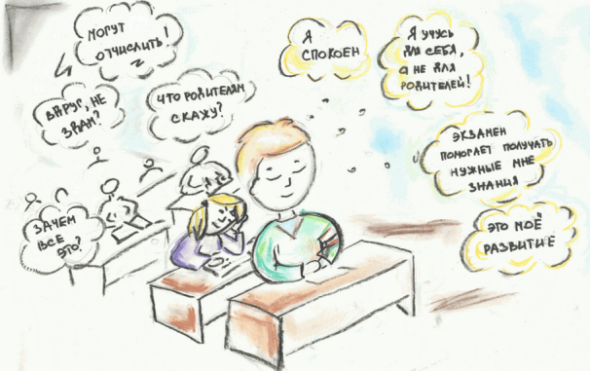 МОГУТ
ОТЧИСЛИТЬ!
ВДРУГ, НЕ
ЗНАМ?
ЧТО РОДИТЕЛЯМ
СКАЖУ?
ЗАЧЕМ
ВСЕ
ЭТО?
Я
СПОКОЕН
Я УЧУСЬ
ДЛЯ СЕБЯ,
А НЕ ДЛЯ
РОДИТЕЛЕЙ!
ЭКЗАМЕН
ПОМОГАЕТ ПОЛУЧАТЬ
НУЖНЫЕ МНЕ
ЗНАНИЯ
ЭТО МОЁ
РАЗВИТИЕ